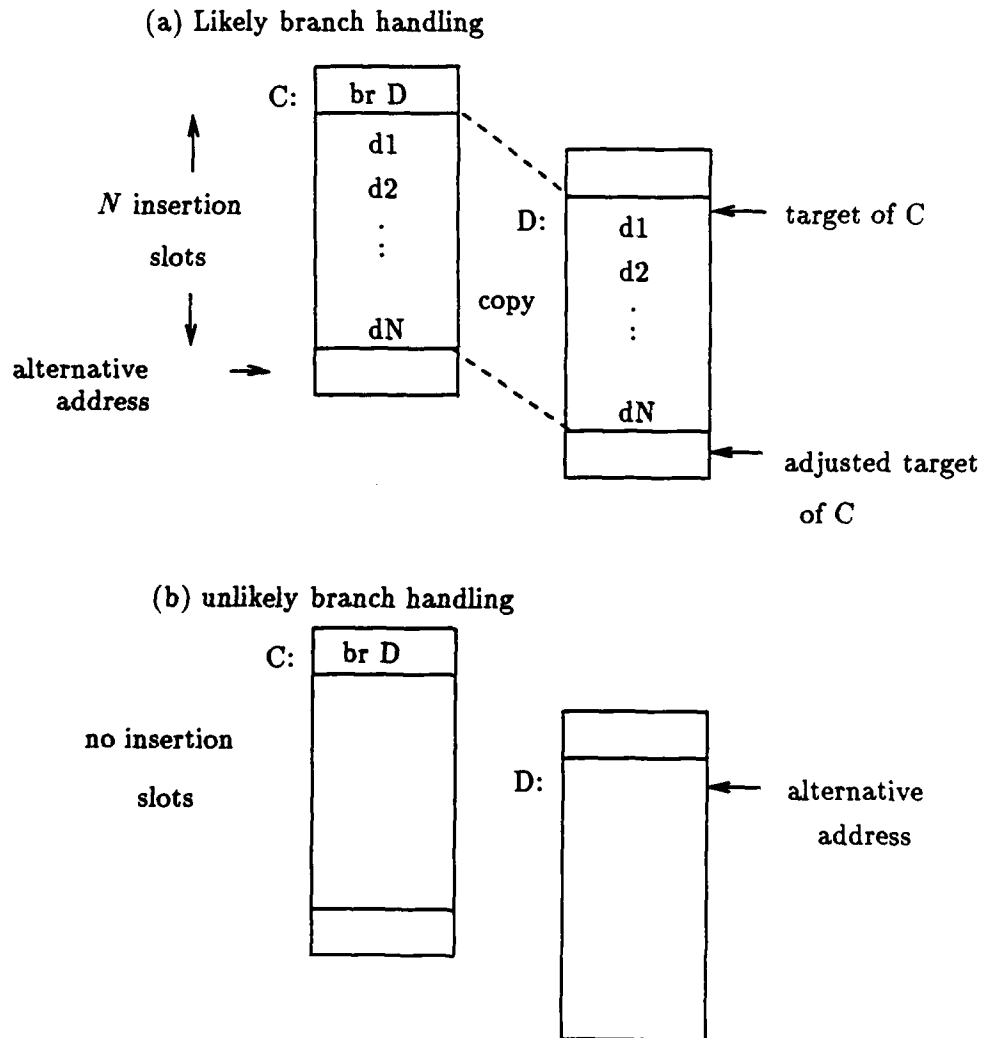 (a) Likely branch handling
C:
br D
d1
d2
N insertion
slots
dN
alternative
address
copy
D:
d1
d2
dN
target of C
adjusted target
of C
(b) unlikely branch handling
C:
br D
no insertion
slots
D:
alternative
address